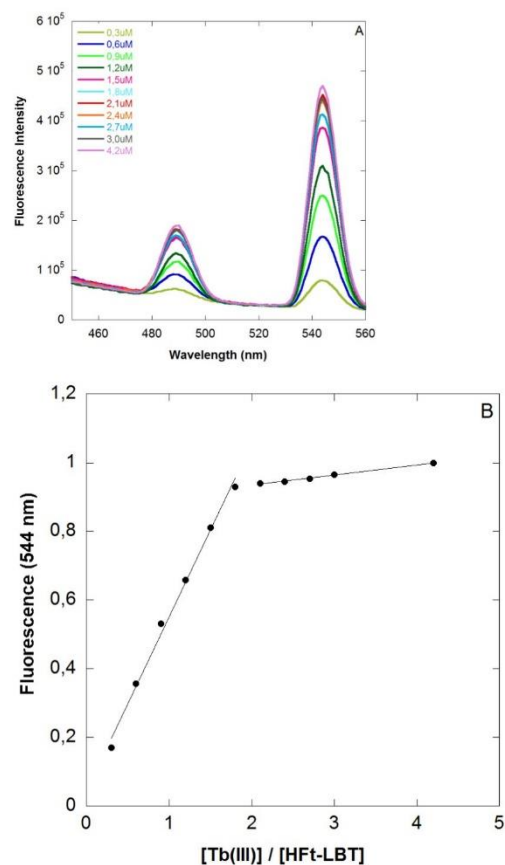 A
6 10⁵
5 10⁵
4 10⁵
3 10⁵
2 10⁵
1 10⁵
0
Fluorescence Intensity
0,3uM
0,6uM
0,9uM
1,2uM
1,5uM
1,8uM
2,1uM
2,4uM
2,7uM
3,0uM
4,2uM
460 480 500 520 540 560
Wavelength (nm)
B
1,2
1
0,8
0,6
0,4
0,2
0
Fluorescence (544 nm)
0 1 2 3 4 5
[Tb(III)] / [HFt-LBT]